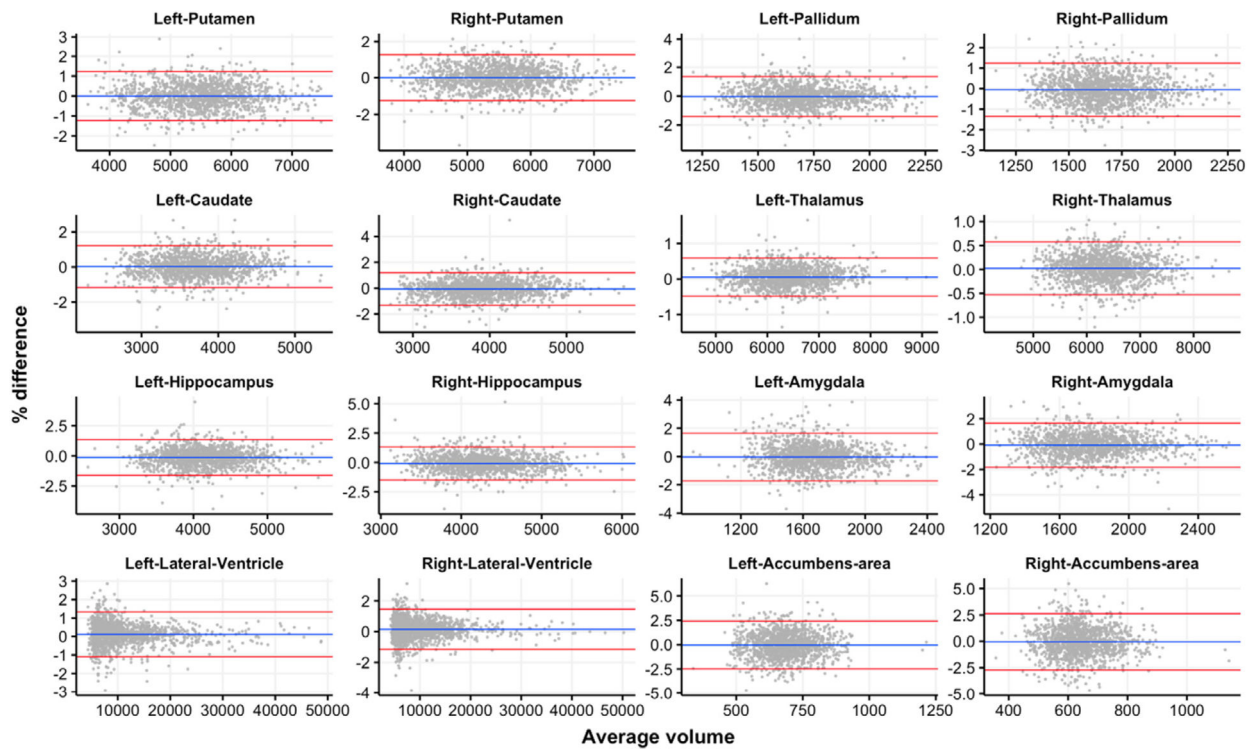 Left-Putamen Right-Putamen Left-Pallidum Right-Pallidum
3 2 1 0 -1 -2
4000 5000 6000 7000
2 0 -2
4000 5000 6000 7000
4 2 0 -2
1250 1500 1750 2000 2250
2 1 0 -1 -2 -3
1250 1500 1750 2000 2250
Left-Caudate Right-Caudate Left-Thalamus Right-Thalamus
2 0 -2
3000 4000 5000
4 2 0 -2
3000 4000 5000
1 0 -1
5000 6000 7000 8000 9000
1.0 0.5 0.0 -0.5 -1.0
5000 6000 7000 8000
% difference
Left-Hippocampus Right-Hippocampus Left-Amygdala Right-Amygdala
2.5 0.0 -2.5
3000 4000 5000
5.0 2.5 0.0 -2.5
3000 4000 5000 6000
4 2 0 -2 -4
1200 1600 2000 2400
2 0 -2 -4
1200 1600 2000 2400
Left-Lateral-Ventricle Right-Lateral-Ventricle Left-Accumbens-area Right-Accumbens-area
3 2 1 0 -1 -2 -3
10000 20000 30000 40000 50000
2 0 -2 -4
10000 20000 30000 40000 50000
5.0 2.5 0.0 -2.5 -5.0
500 750 1000 1250
5.0 2.5 0.0 -2.5 -5.0
400 600 800 1000
Average volume